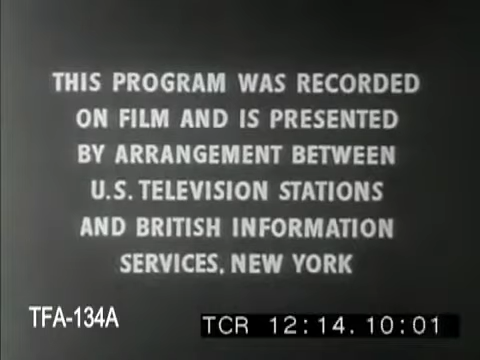 THIS PROGRAM WAS RECORDED
ON FILM AND IS PRESENTED
BY ARRANGEMENT BETWEEN
U.S. TELEVISION STATIONS
AND BRITISH INFORMATION
SERVICES, NEW YORK
TFA-134A
TCR 12:14.10:01